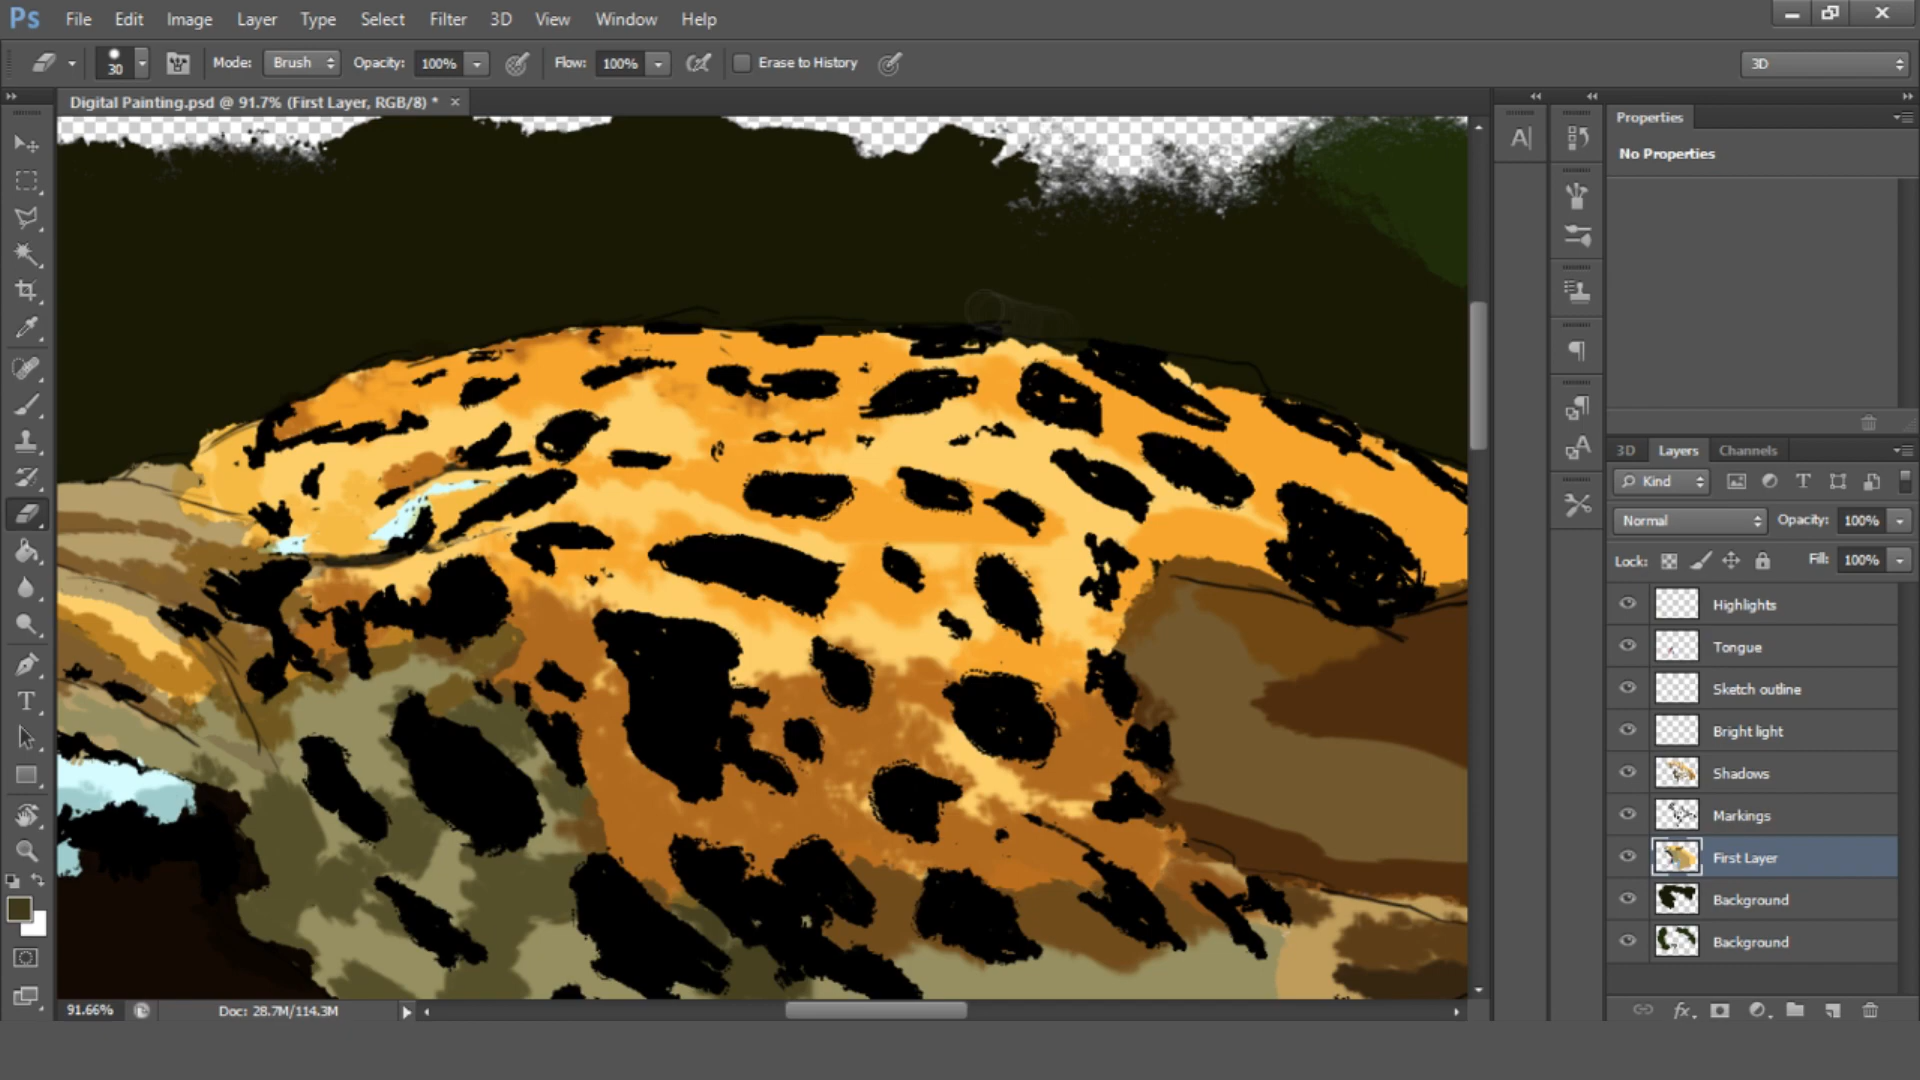 Ps File Edit Image Layer Type Select Filter 3D View Window Help
30 Mode: Brush Opacity: 100% Flow: 100% Erase to History 3D
Digital Painting.psd @ 91.7% (First Layer, RGB/8) * ×
Properties
No Properties
3D Layers Channels
Kind
Normal Opacity: 100%
Lock: Fill: 100%
Highlights
Tongue
Sketch outline
Bright light
Shadows
Markings
First Layer
Background
Background
91.66% Doc: 28.7M/114.3M